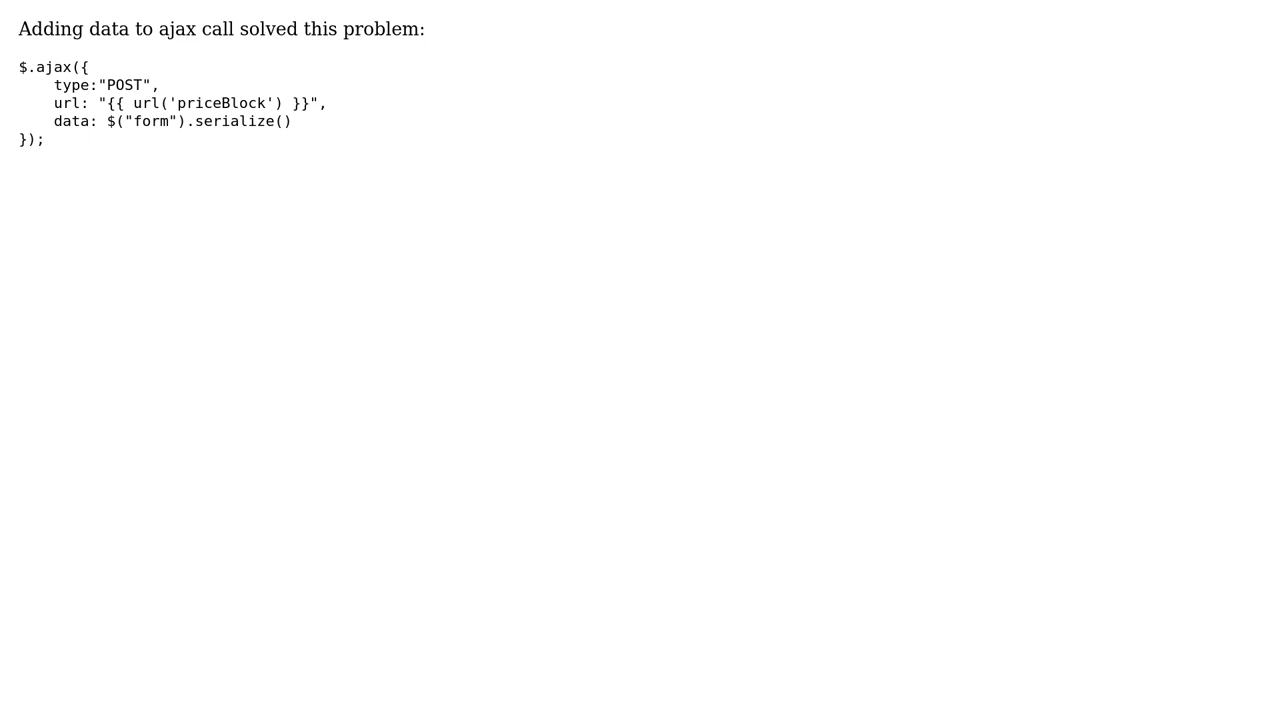 Adding data to ajax call solved this problem:
$.ajax({
    type:"POST",
    url: "{{ url('priceBlock') }}",
    data: $("form").serialize()
});